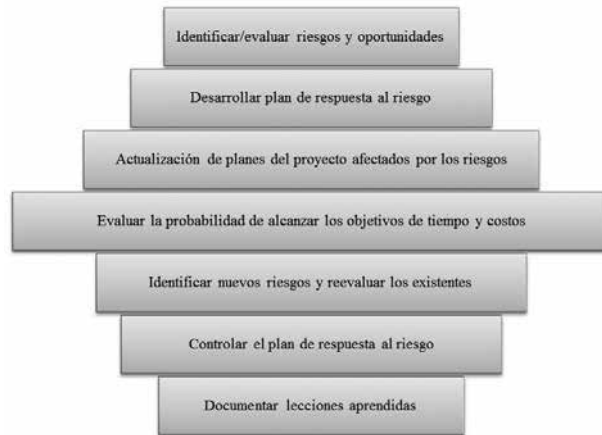 Identificar/evaluar riesgos y oportunidades
Desarrollar plan de respuesta al riesgo
Actualización de planes del proyecto afectados por los riesgos
Evaluar la probabilidad de alcanzar los objetivos de tiempo y costos
Identificar nuevos riesgos y reevaluar los existentes
Controlar el plan de respuesta al riesgo
Documentar lecciones aprendidas